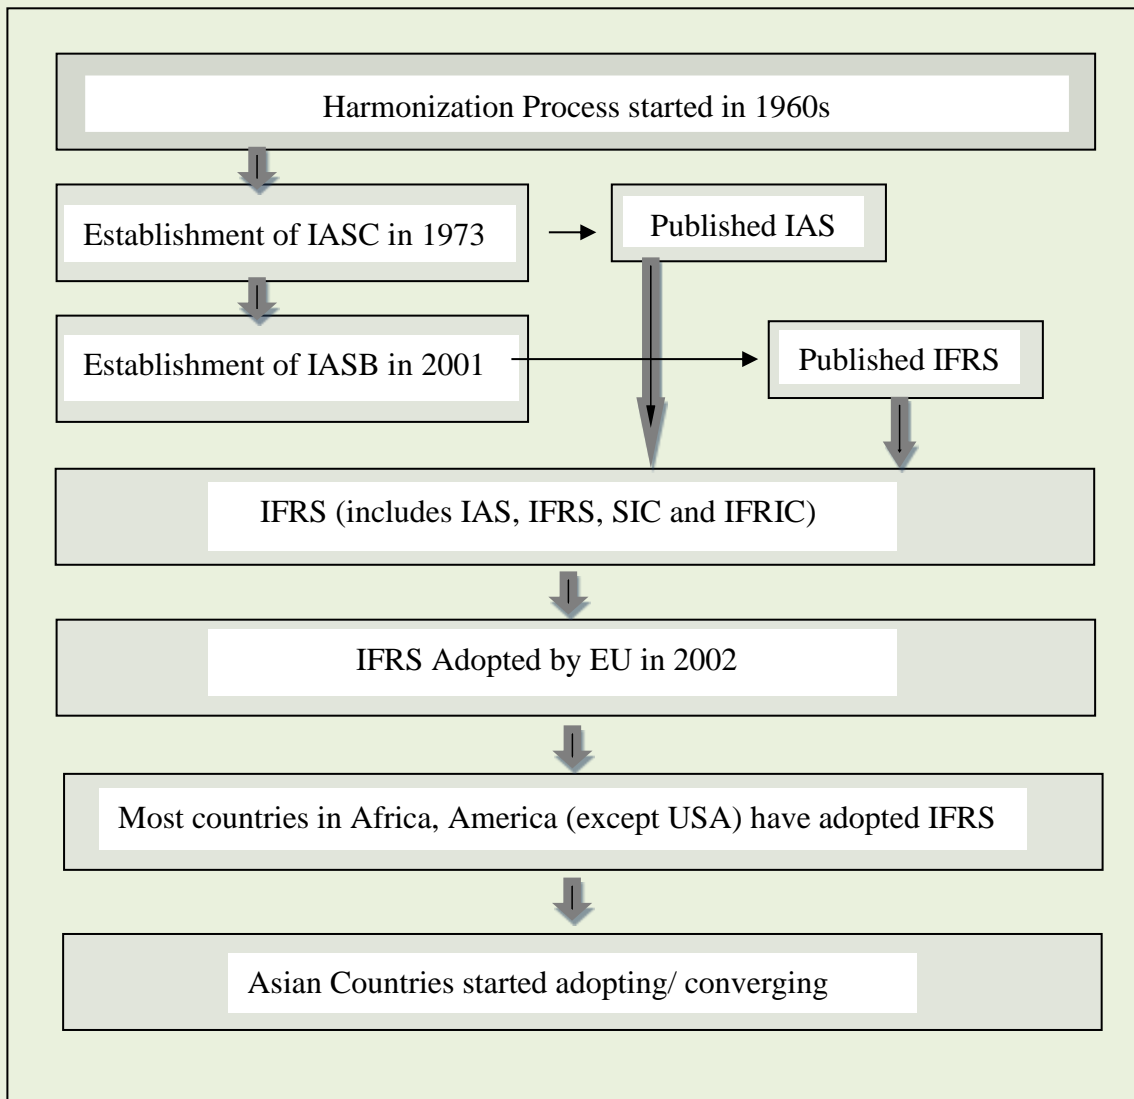 Harmonization Process started in 1960s
Establishment of IASC in 1973
Published IAS
Establishment of IASB in 2001
Published IFRS
IFRS (includes IAS, IFRS, SIC and IFRIC)
IFRS Adopted by EU in 2002
Most countries in Africa, America (except USA) have adopted IFRS
Asian Countries started adopting/ converging